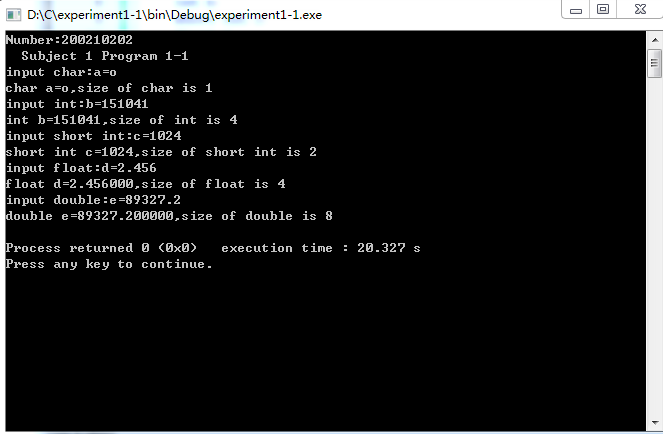 D:\C\experiment1-1\bin\Debug\experiment1-1.exe
Number:200210202
  Subject 1 Program 1-1
input char:a=o
char a=o,size of char is 1
input int:b=151041
int b=151041,size of int is 4
input short int:c=1024
short int c=1024,size of short int is 2
input float:d=2.456
float d=2.456000,size of float is 4
input double:e=89327.2
double e=89327.200000,size of double is 8

Process returned 0 (0x0)   execution time : 20.327 s
Press any key to continue.